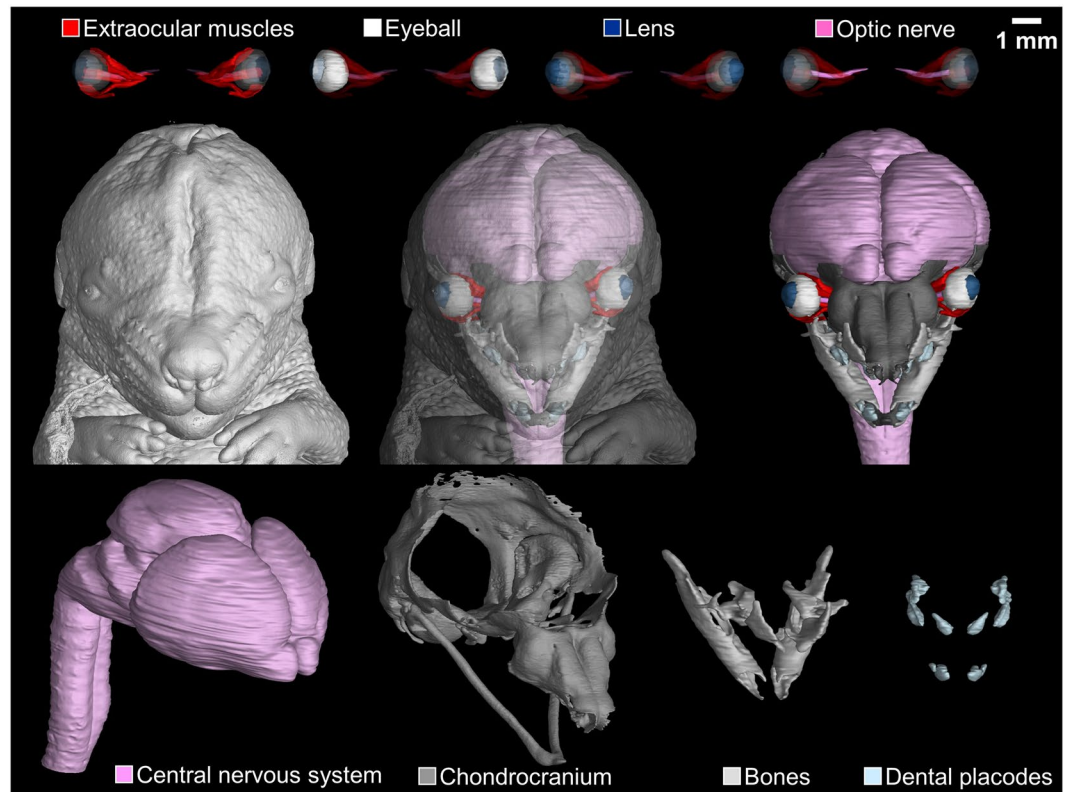 Extraocular muscles
Eyeball
Lens
Optic nerve
1 mm
Central nervous system
Chondrocranium
Bones
Dental placodes